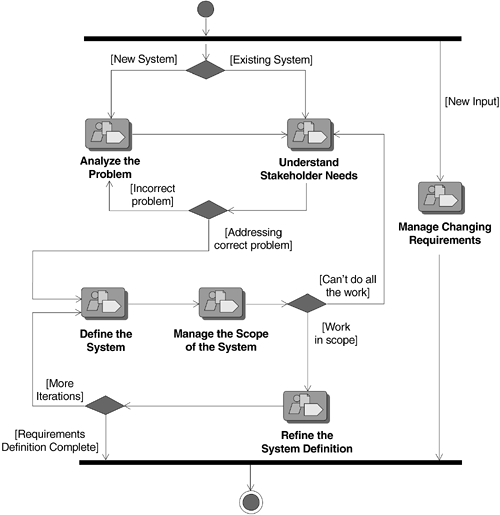 [New System]
[Existing System]
[New Input]
Analyze the
Problem
Understand
Stakeholder Needs
[Incorrect
problem]
Manage Changing
Requirements
[Addressing
correct problem]
[Can't do all
the work]
Define the
System
Manage the Scope
of the System
[Work
in scope]
[More
Iterations]
[Requirements
Definition Complete]
Refine the
System Definition